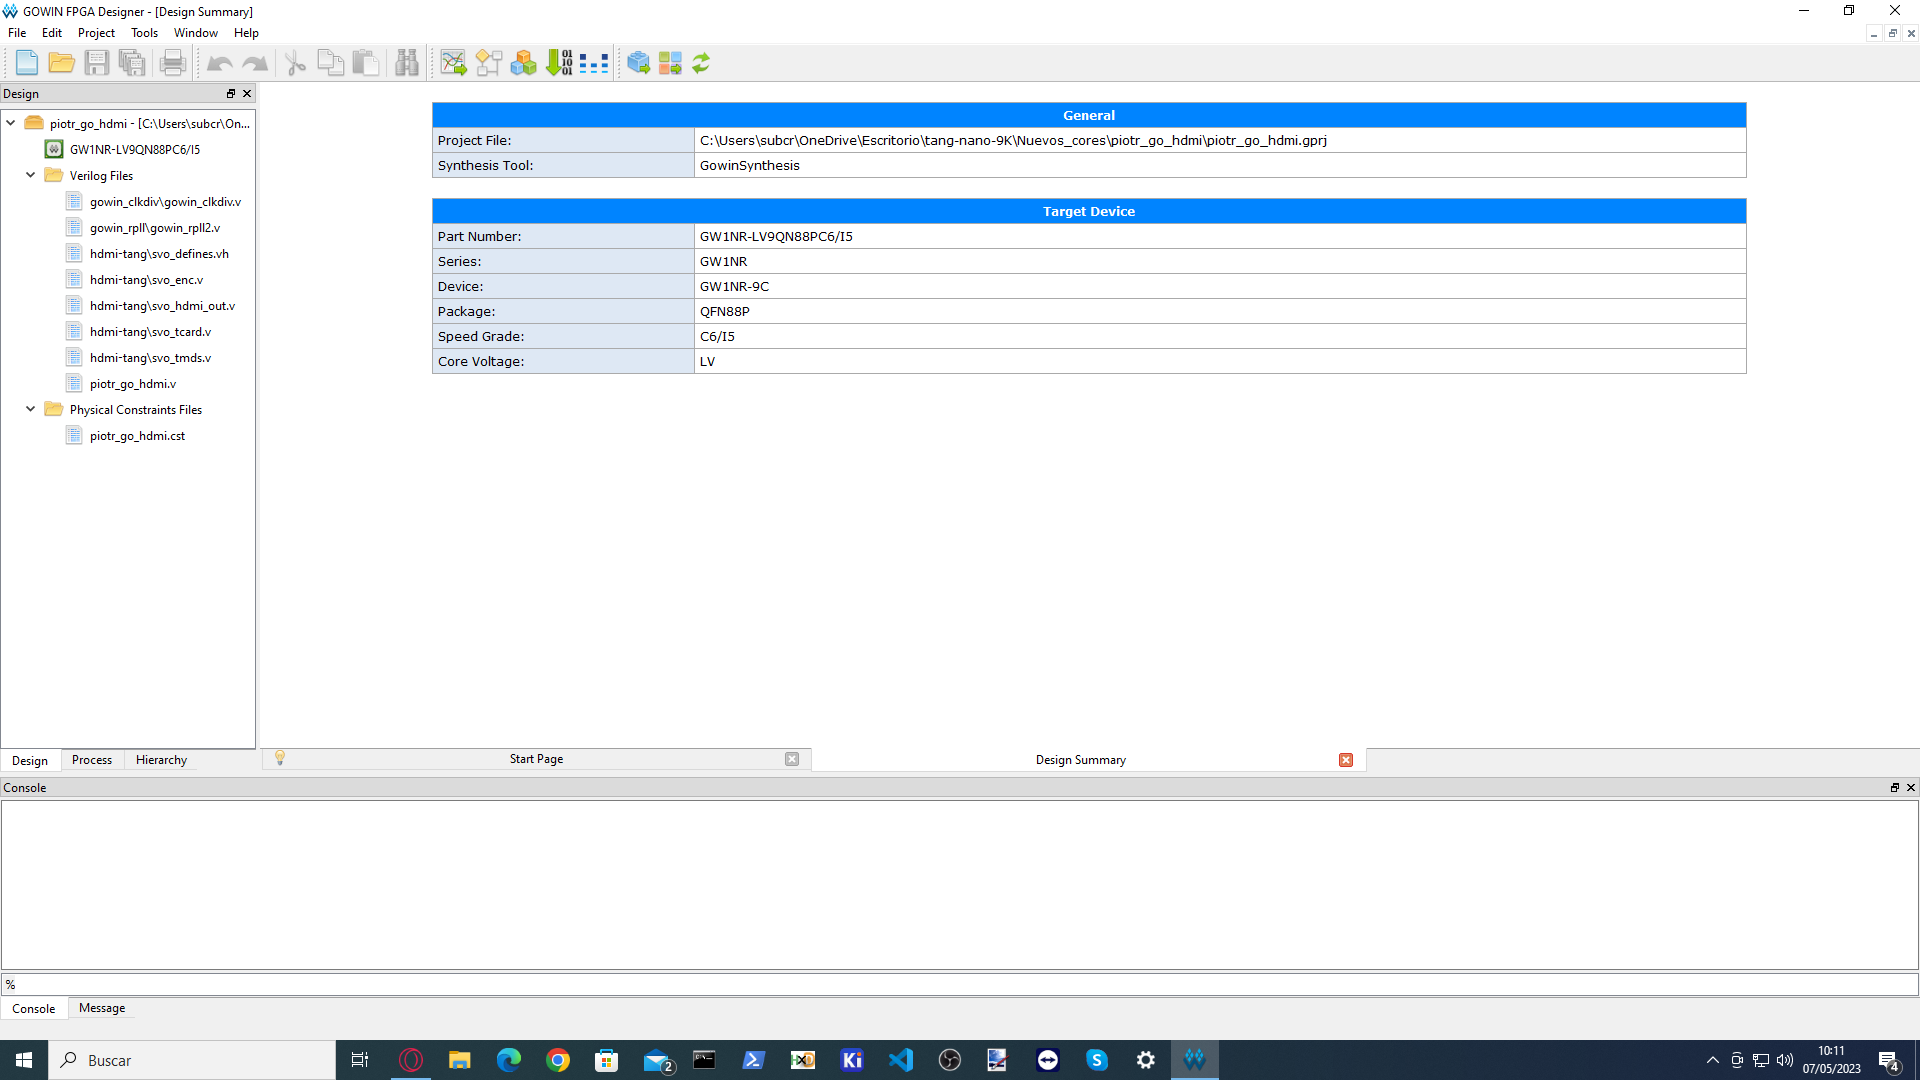 GOWIN FPGA Designer - [Design Summary]
File Edit Project Tools Window Help
Design
piotr_go_hdmi - [C:\Users\subcr\On...
GW1NR-LV9QN88PC6/I5
Verilog Files
gowin_clkdiv\gowin_clkdiv.v
gowin_rpll\gowin_rpll2.v
hdmi-tang\svo_defines.vh
hdmi-tang\svo_enc.v
hdmi-tang\svo_hdmi_out.v
hdmi-tang\svo_tcard.v
hdmi-tang\svo_tmds.v
piotr_go_hdmi.v
Physical Constraints Files
piotr_go_hdmi.cst
Design Process Hierarchy
General
Project File: C:\Users\subcr\OneDrive\Escritorio\tang-nano-9K\Nuevos_cores\piotr_go_hdmi\piotr_go_hdmi.gprj
Synthesis Tool: GowinSynthesis
Target Device
Part Number: GW1NR-LV9QN88PC6/I5
Series: GW1NR
Device: GW1NR-9C
Package: QFN88P
Speed Grade: C6/I5
Core Voltage: LV
Start Page Design Summary
Console
%
Console Message
Buscar
2
Ki
10:11
07/05/2023
4